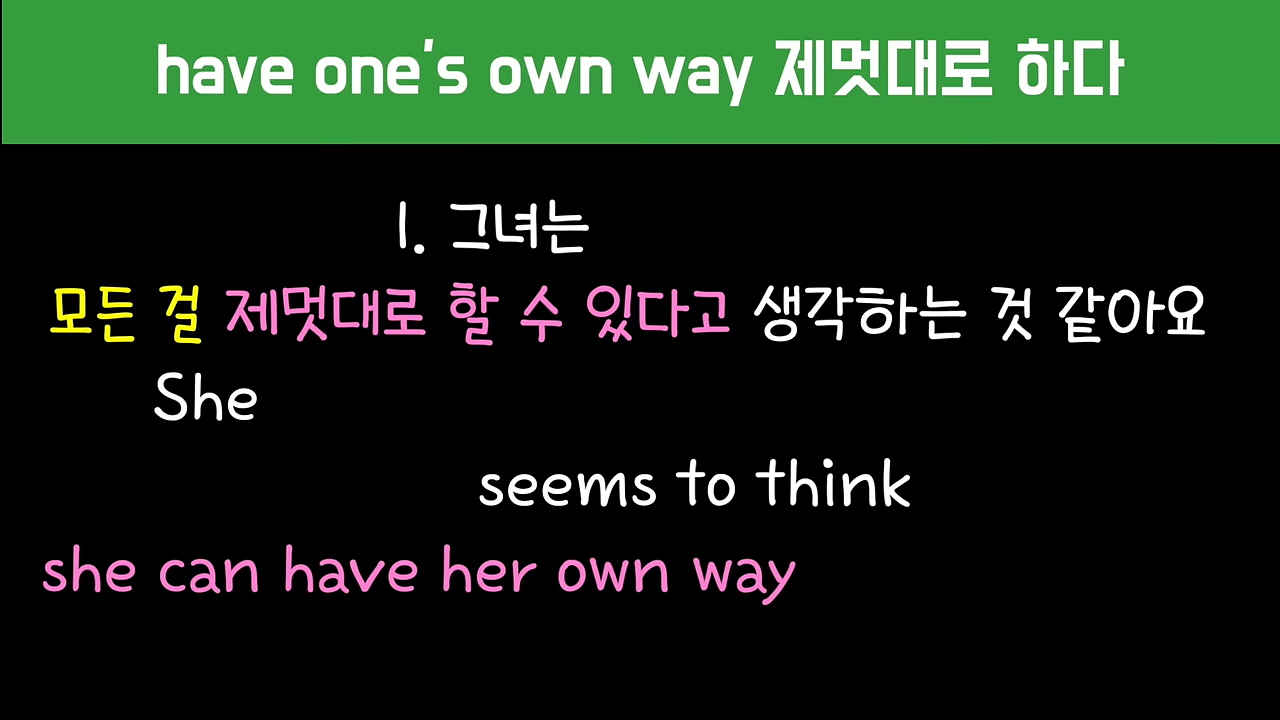 have one's own way 제멋대로 하다
1. 그녀는
모든 걸 제멋대로 할 수 있다고 생각하는 것 같아요
She
seems to think
she can have her own way